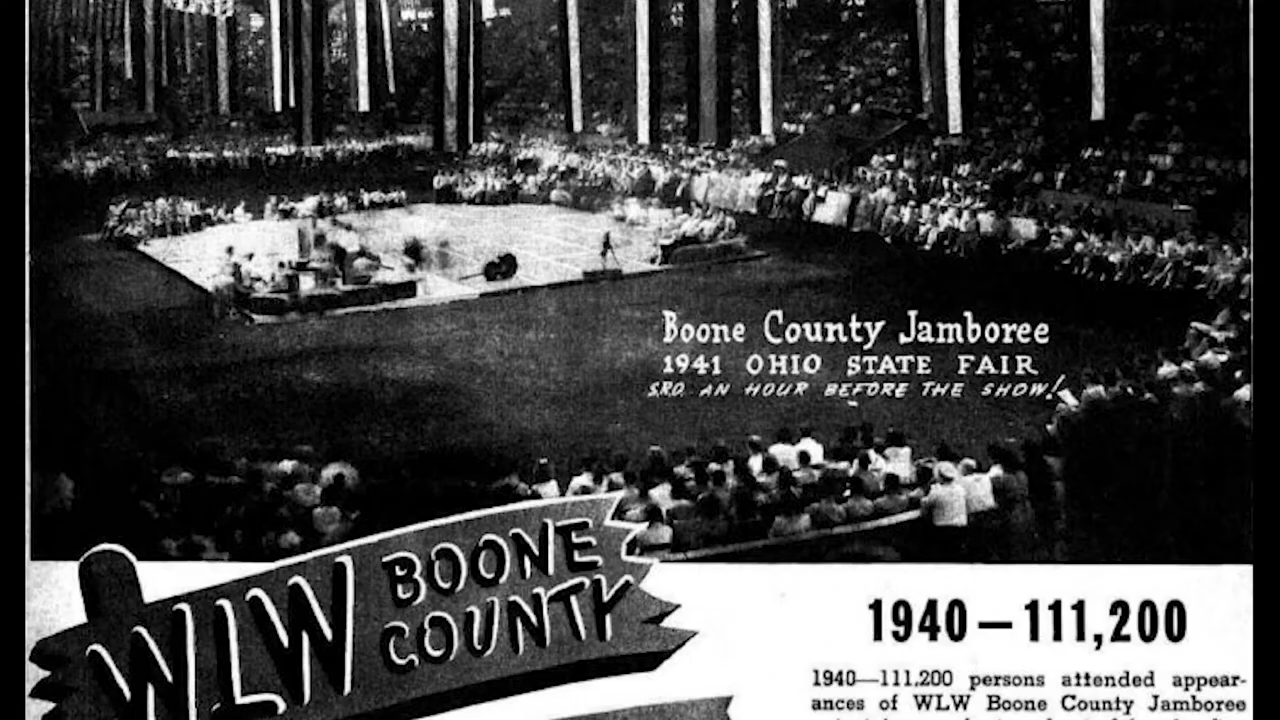 Boone County Jamboree
1941 OHIO STATE FAIR
S.R.O. AN HOUR BEFORE THE SHOW!
WLW BOONE
COUNTY
1940—111,200
1940—111,200 persons attended appear-
ances of WLW Boone County Jamboree